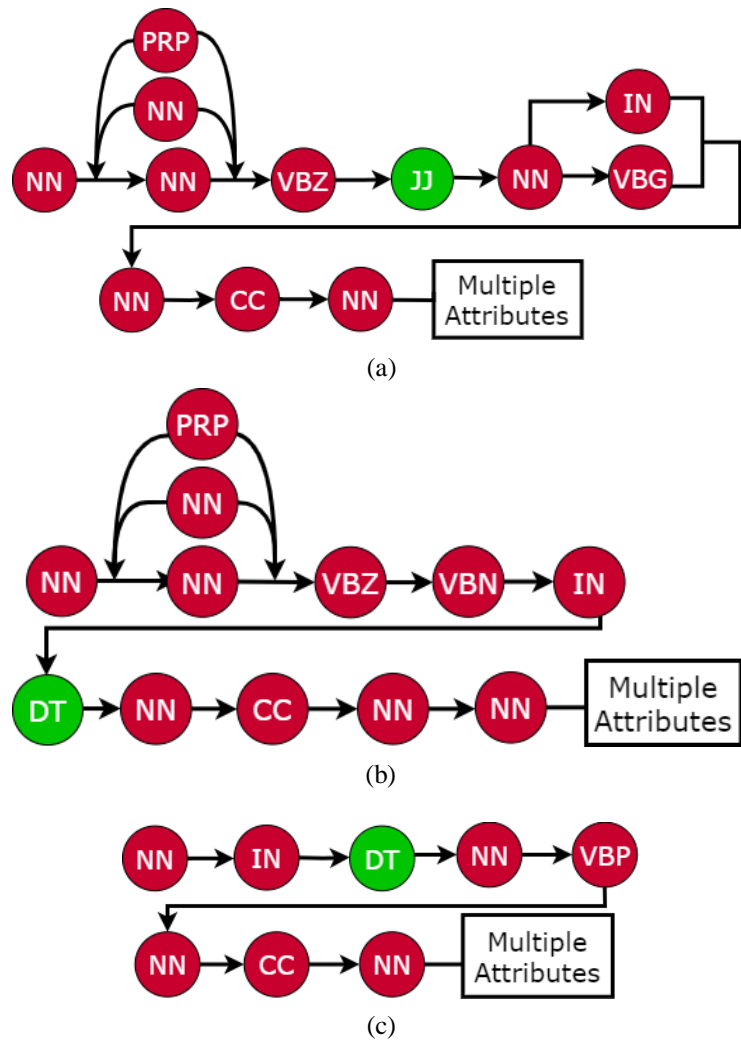 PRP
NN
IN
NN
NN
VBZ
JJ
NN
VBG
NN
CC
NN
Multiple
Attributes
(a)
PRP
NN
NN
NN
VBZ
VBN
IN
DT
NN
CC
NN
NN
Multiple
Attributes
(b)
NN
IN
DT
NN
VBP
NN
CC
NN
Multiple
Attributes
(c)